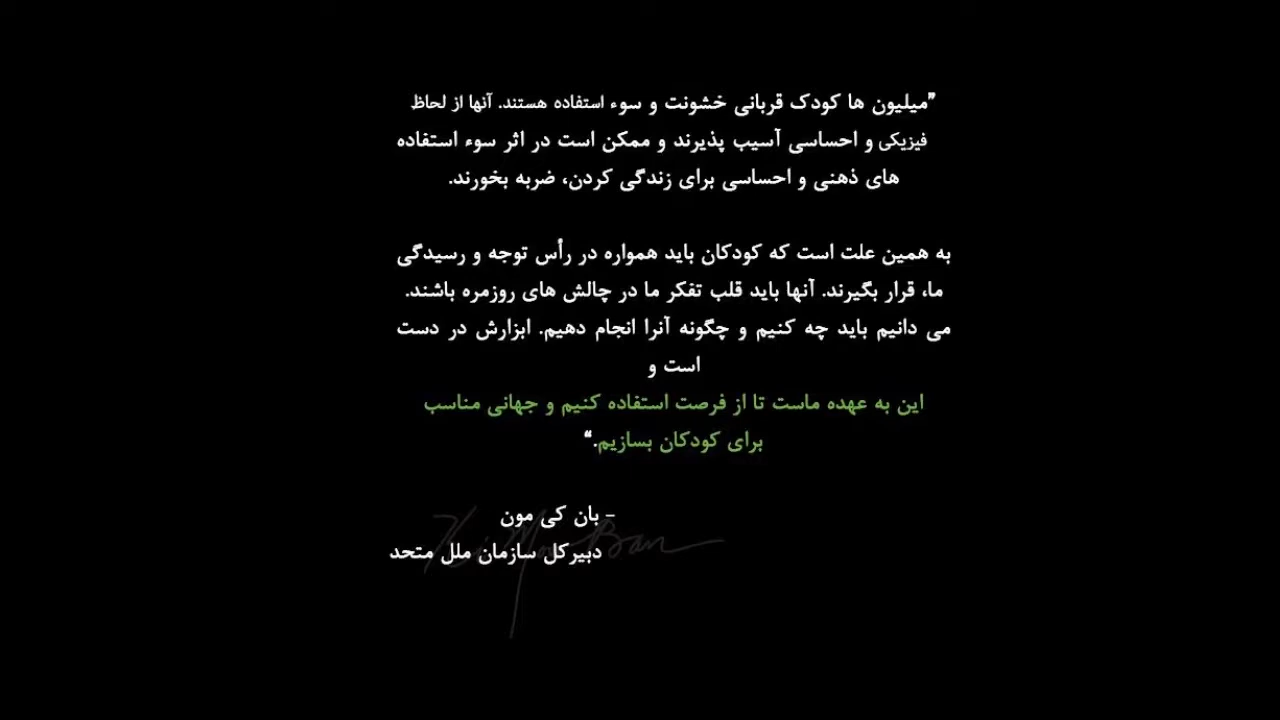 ”میلیون ها کودک قربانی خشونت و سوء استفاده هستند. آنها از لحاظ
فیزیکی و احساسی آسیب پذیرند و ممکن است در اثر سوء استفاده
های ذهنی و احساسی برای زندگی کردن، ضربه بخورند.
به همین علت است که کودکان باید همواره در رأس توجه و رسیدگی
ما، قرار بگیرند. آنها باید قلب تفکر ما در چالش های روزمره باشند.
می دانیم باید چه کنیم و چگونه آنرا انجام دهیم. ابزارش در دست
است و
این به عهده ماست تا از فرصت استفاده کنیم و جهانی مناسب
برای کودکان بسازیم.“
– بان کی مون
دبیرکل سازمان ملل متحد
Ki Moon Ban